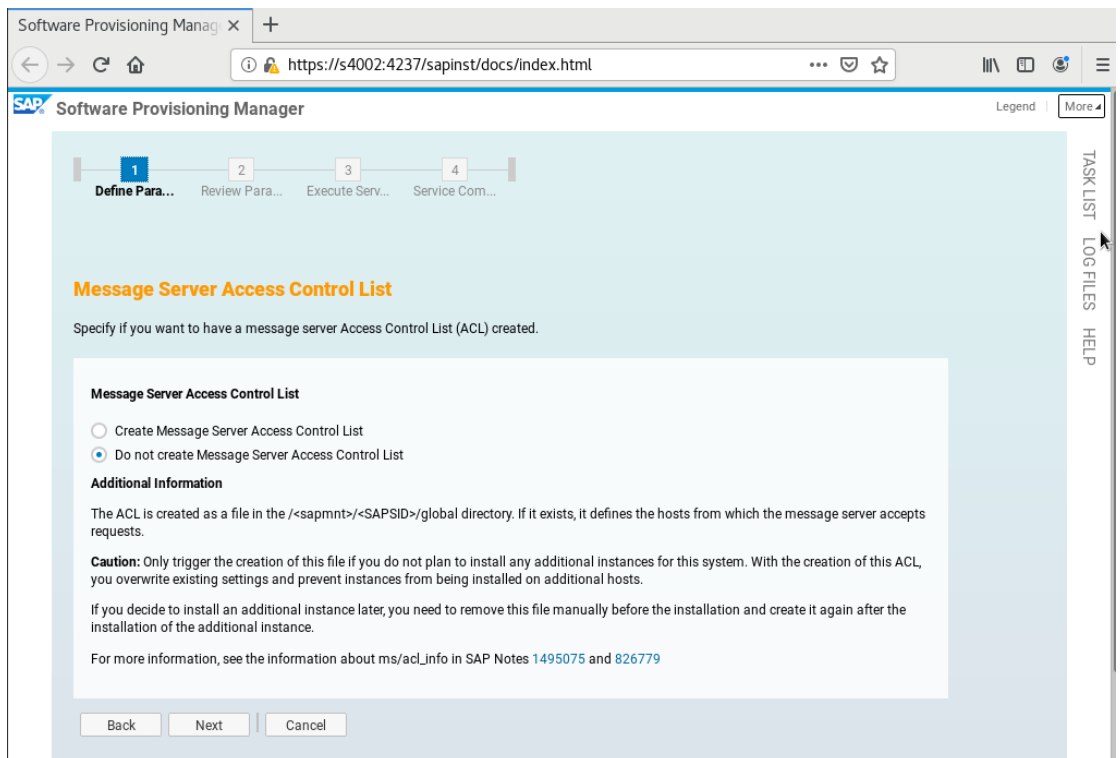 Software Provisioning Manag
https://s4002:4237/sapinst/docs/index.html
SAP
Software Provisioning Manager
Legend
More
1
2
3
4
Define Para...
Review Para...
Execute Serv...
Service Com...
TASK LIST
LOG FILES
HELP
Message Server Access Control List
Specify if you want to have a message server Access Control List (ACL) created.
Message Server Access Control List
Create Message Server Access Control List
Do not create Message Server Access Control List
Additional Information
The ACL is created as a file in the /<sapmnt>/<SAPSID>/global directory. If it exists, it defines the hosts from which the message server accepts
requests.
Caution: Only trigger the creation of this file if you do not plan to install any additional instances for this system. With the creation of this ACL,
you overwrite existing settings and prevent instances from being installed on additional hosts.
If you decide to install an additional instance later, you need to remove this file manually before the installation and create it again after the
installation of the additional instance.
For more information, see the information about ms/acl_info in SAP Notes 1495075 and 826779
Back
Next
Cancel